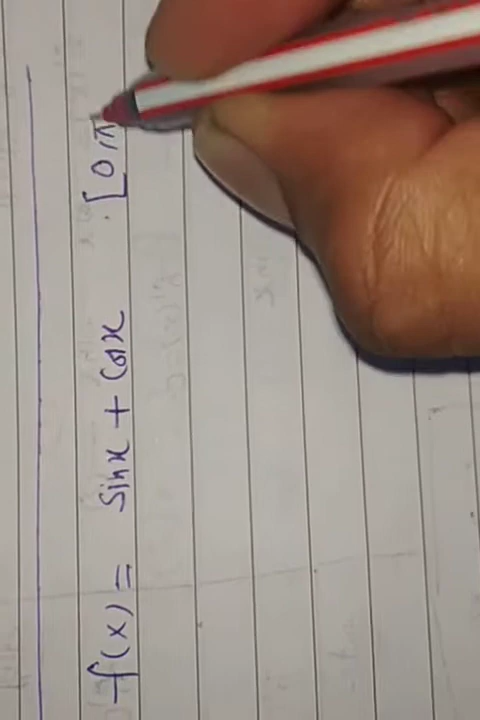 f(x) = Sinx + Cosx [0, π